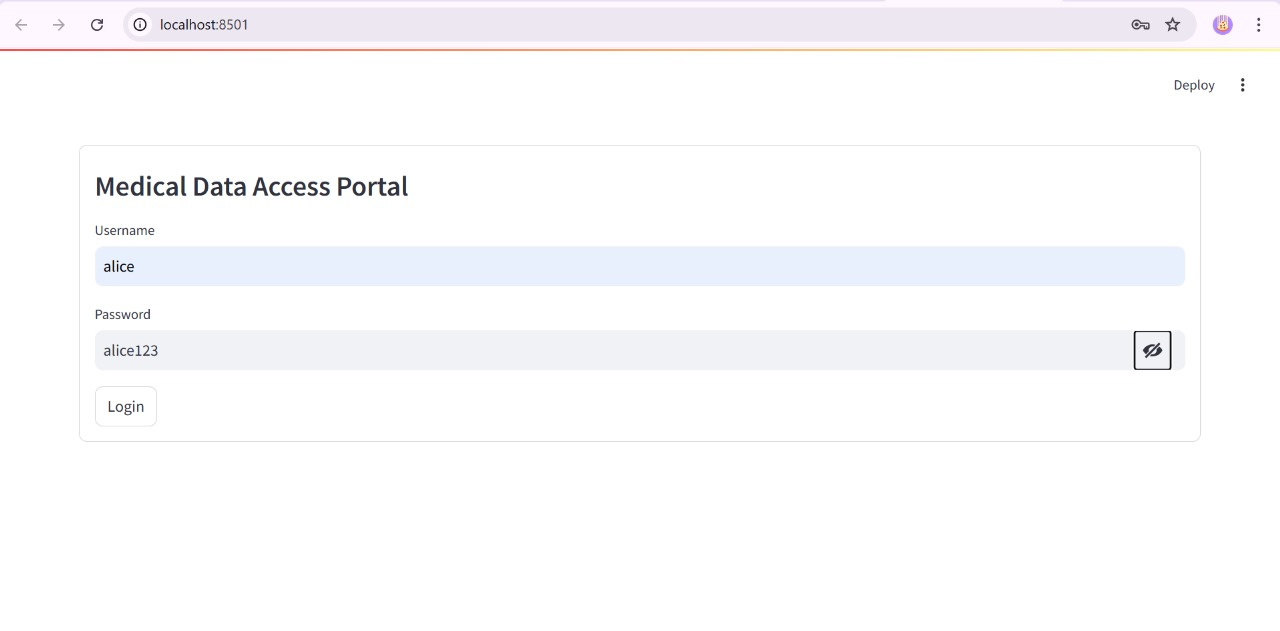 localhost:8501
Deploy
Medical Data Access Portal
Username
alice
Password
alice123
Login